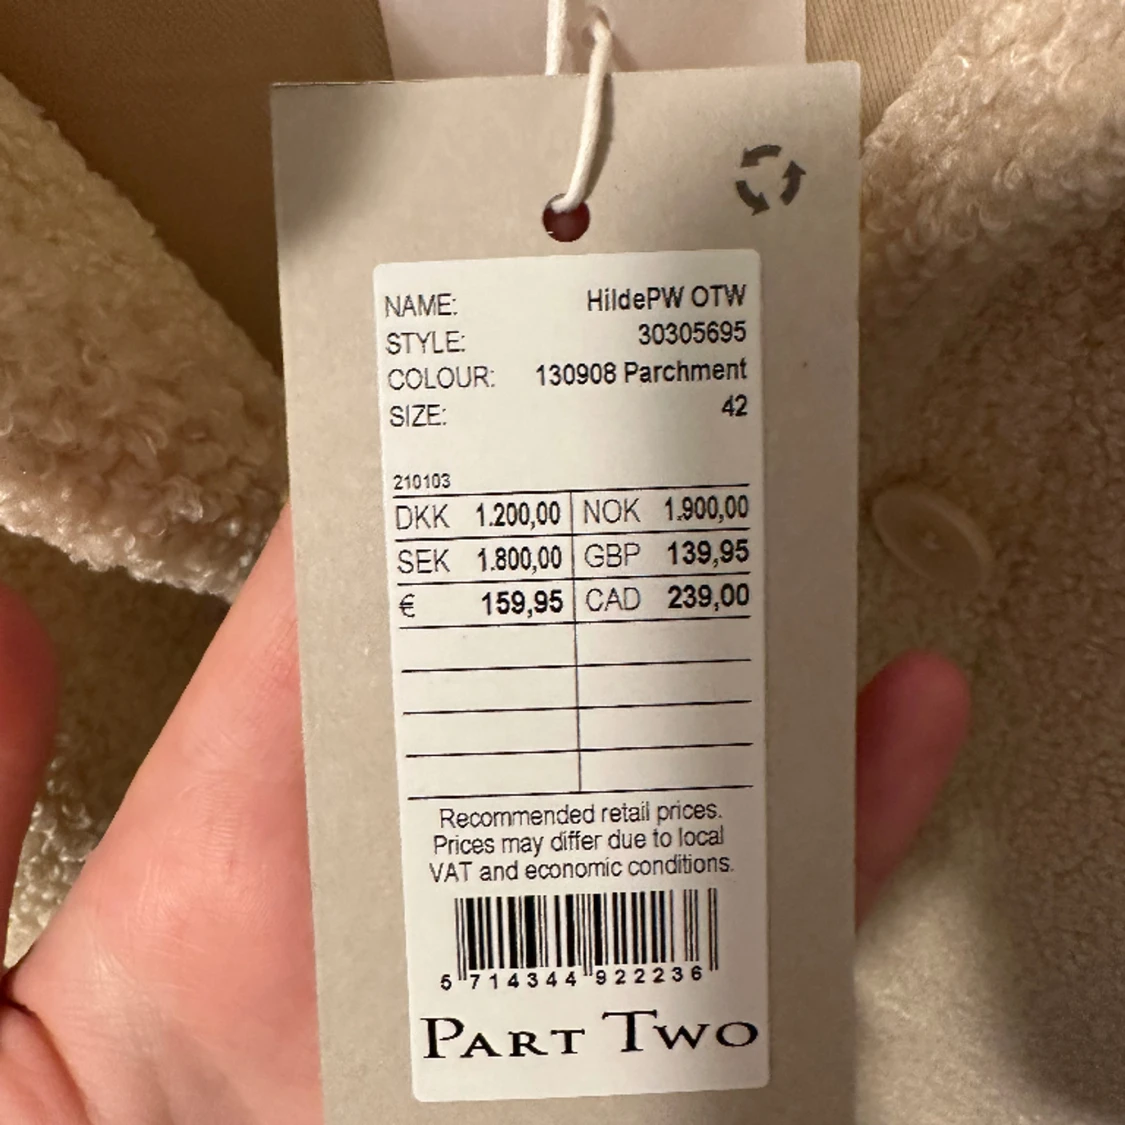 NAME: HildePW OTW
STYLE: 30305695
COLOUR: 130908 Parchment
SIZE: 42
210103
DKK 1.200,00 NOK 1.900,00
SEK 1.800,00 GBP 139,95
€ 159,95 CAD 239,00
Recommended retail prices.
Prices may differ due to local
VAT and economic conditions.
5 714344 922236
PART TWO